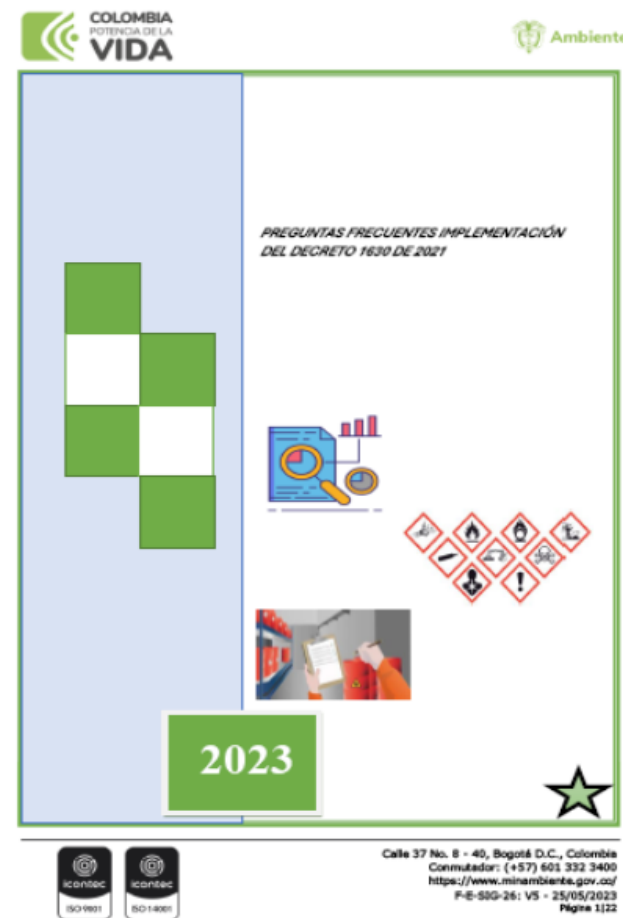 COLOMBIA
POTENCIA DE LA
VIDA
Ambiente
PREGUNTAS FRECUENTES IMPLEMENTACIÓN
DEL DECRETO 1630 DE 2021
2023
icontec
ISO 9001
icontec
ISO 14001
Calle 37 No. 8 - 40, Bogotá D.C., Colombia
Conmutador: (+57) 601 332 3400
https://www.minambiente.gov.co/
F-E-SIG-26: V5 - 25/05/2023
Página 1|22